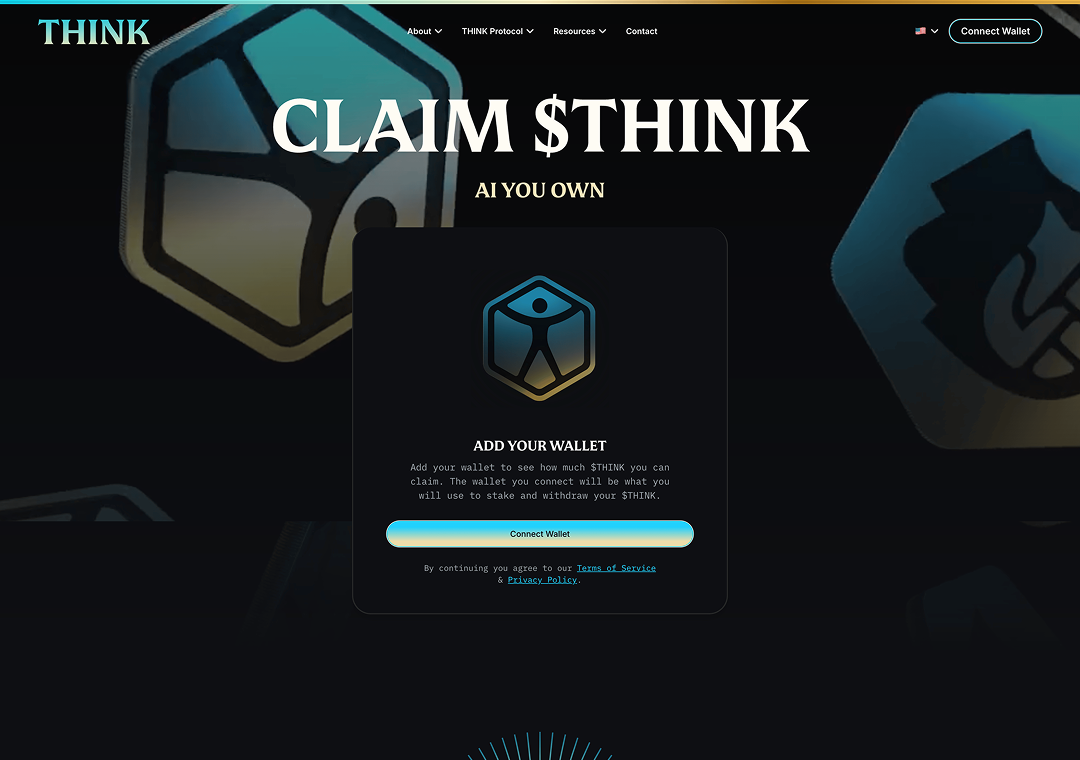 THINK
About
THINK Protocol
Resources
Contact
Connect Wallet
CLAIM $THINK
AI YOU OWN
ADD YOUR WALLET
Add your wallet to see how much $THINK you can
claim. The wallet you connect will be what you
will use to stake and withdraw your $THINK.
Connect Wallet
By continuing you agree to our Terms of Service
& Privacy Policy.